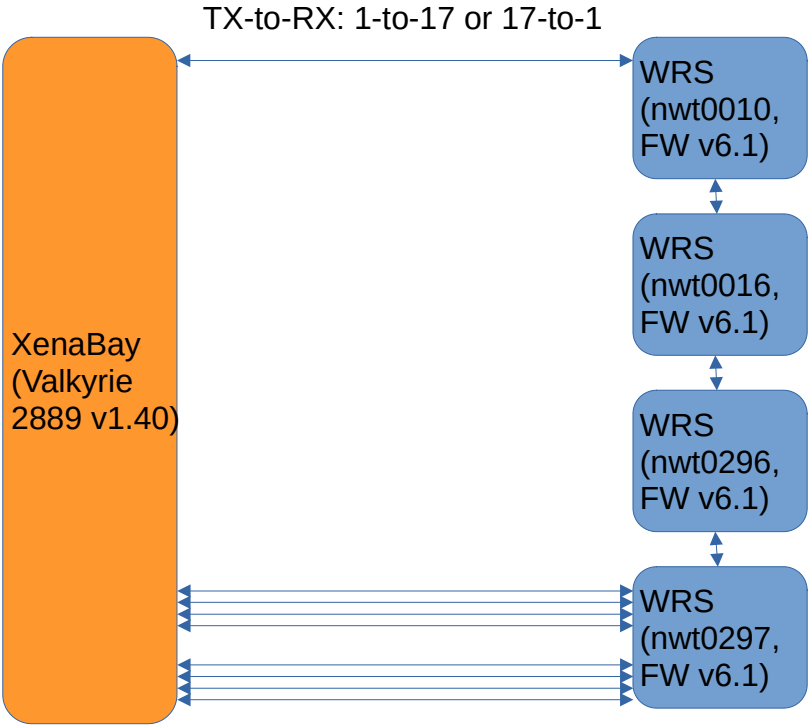 TX-to-RX: 1-to-17 or 17-to-1
WRS
(nwt0010,
FW v6.1)
WRS
(nwt0016,
FW v6.1)
XenaBay
(Valkyrie
2889 v1.40)
WRS
(nwt0296,
FW v6.1)
WRS
(nwt0297,
FW v6.1)